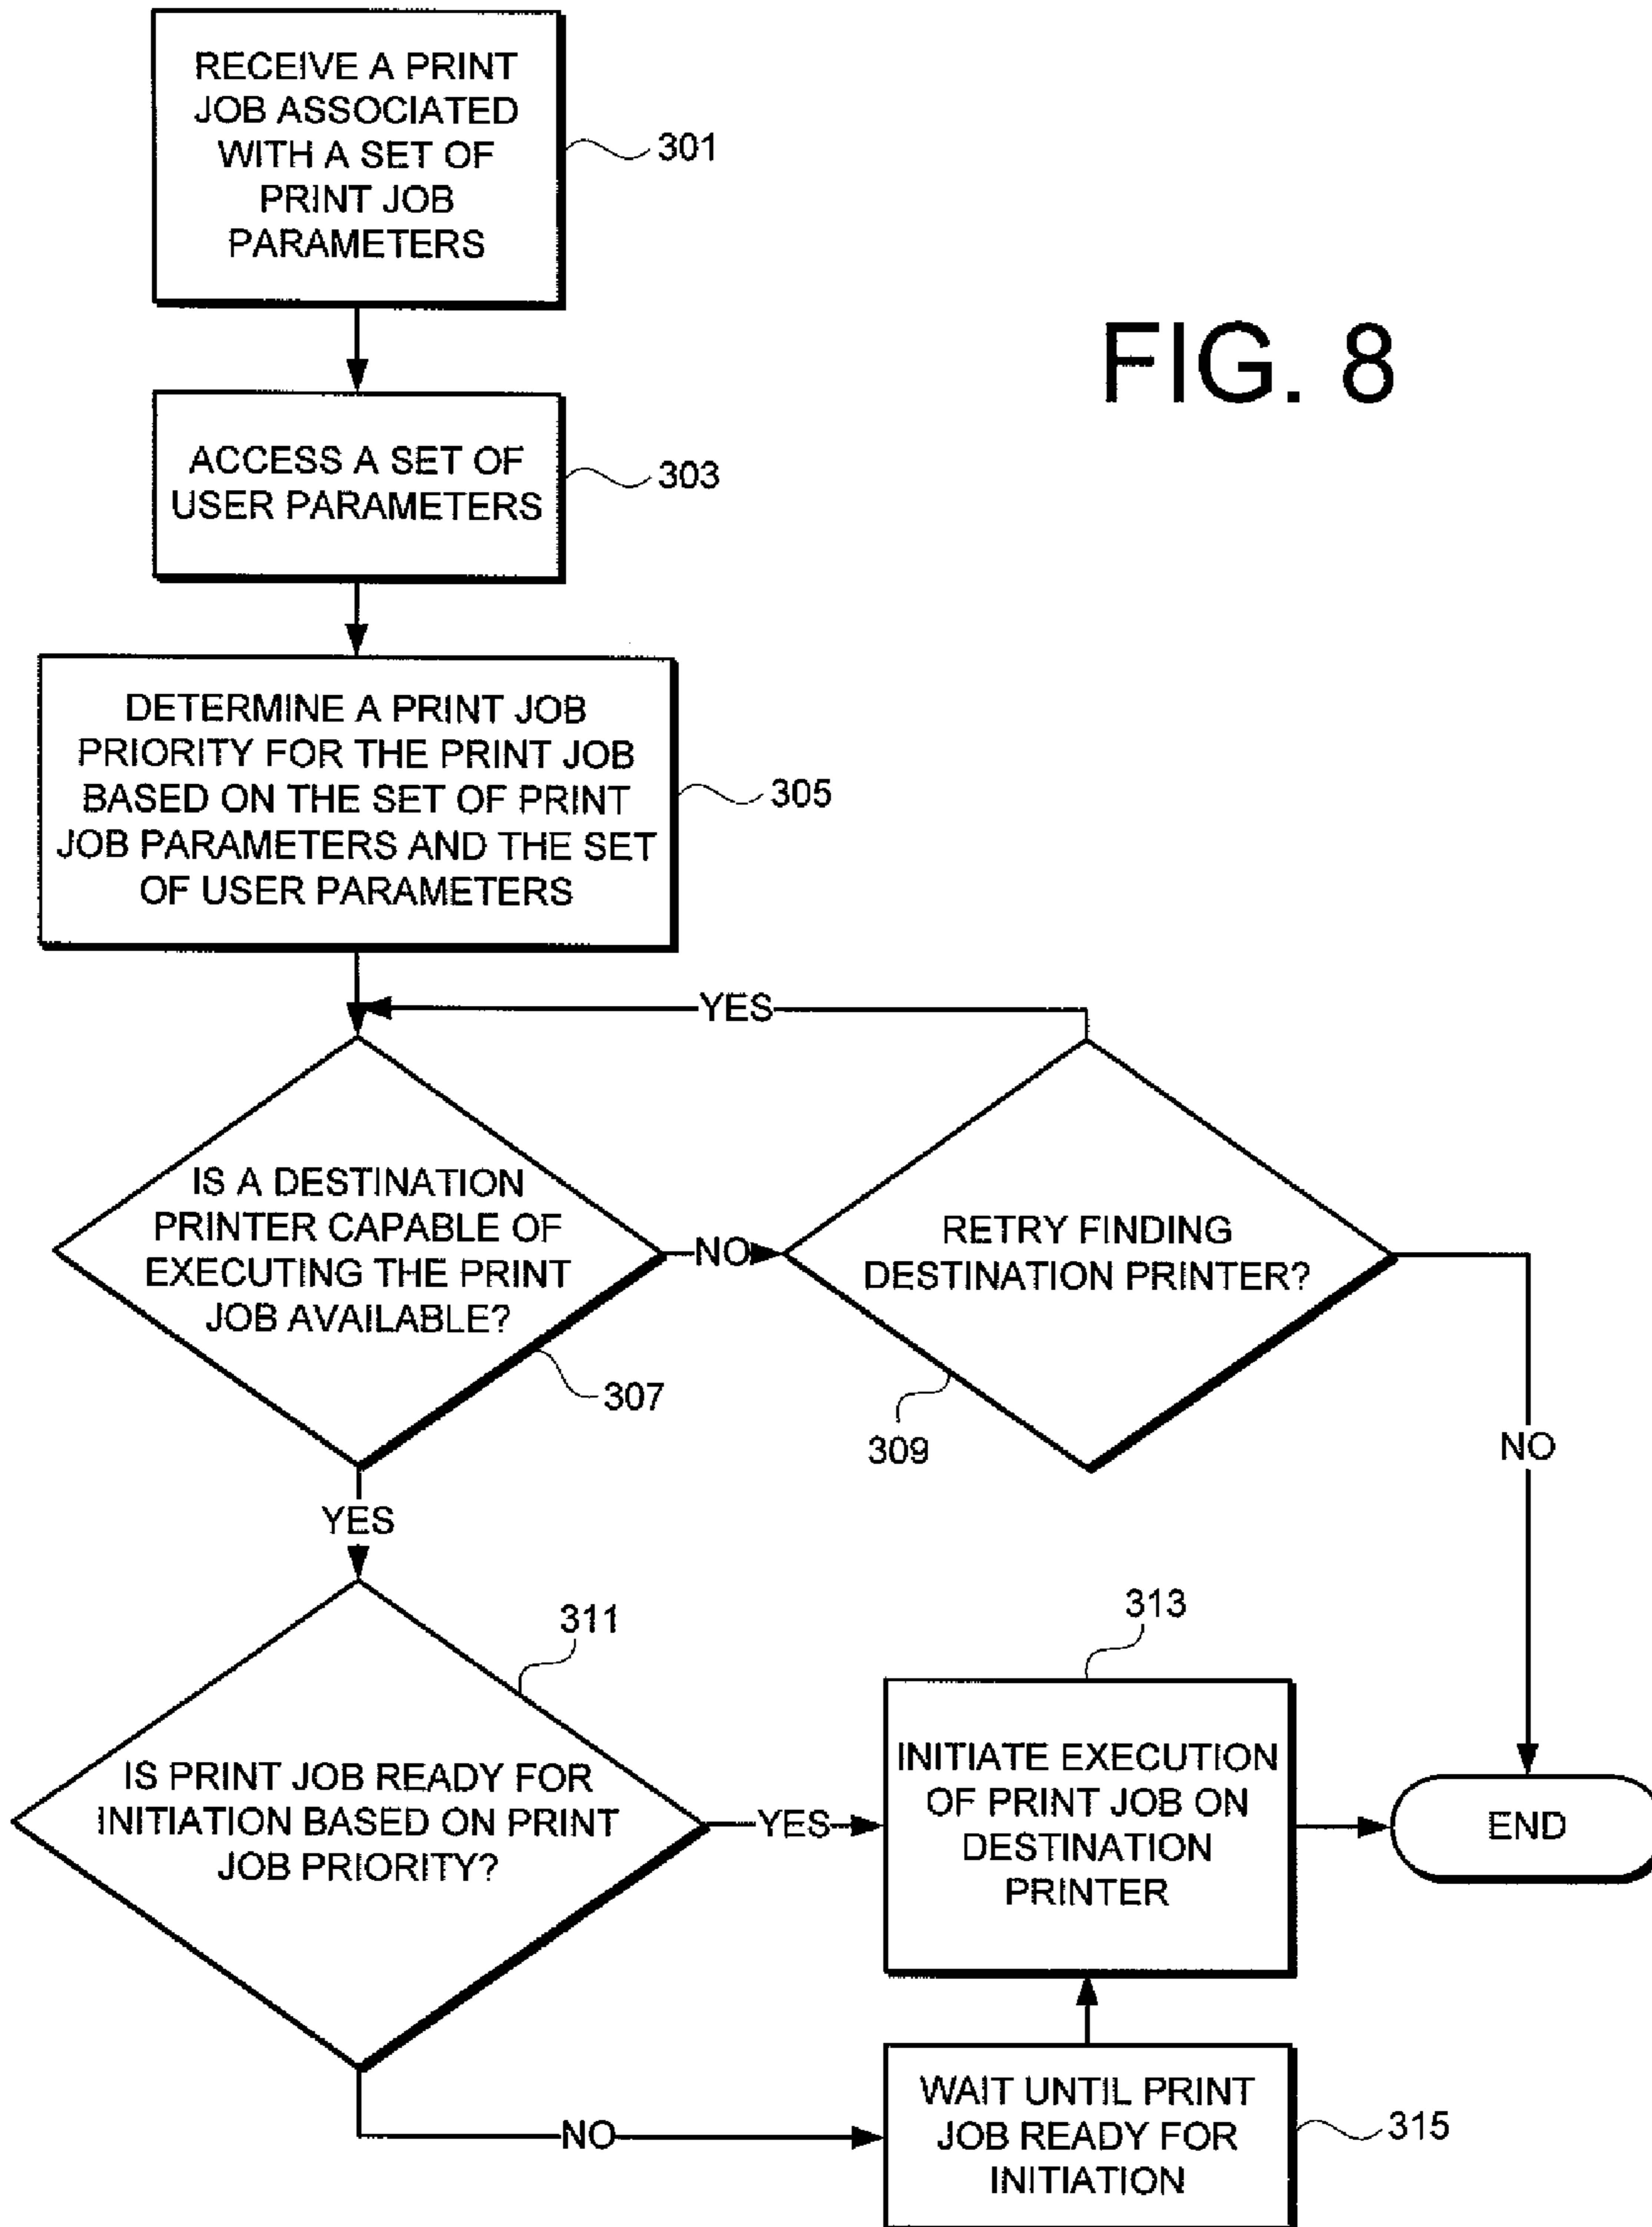 RECEIVE A PRINT
JOB ASSOCIATED
WITH A SET OF
PRINT JOB
PARAMETERS
301
FIG. 8
ACCESS A SET OF
USER PARAMETERS
303
DETERMINE A PRINT JOB
PRIORITY FOR THE PRINT JOB
BASED ON THE SET OF PRINT
JOB PARAMETERS AND THE SET
OF USER PARAMETERS
305
YES
IS A DESTINATION
PRINTER CAPABLE OF
EXECUTING THE PRINT
JOB AVAILABLE?
307
NO
RETRY FINDING
DESTINATION PRINTER?
309
NO
YES
IS PRINT JOB READY FOR
INITIATION BASED ON PRINT
JOB PRIORITY?
311
YES
313
INITIATE EXECUTION
OF PRINT JOB ON
DESTINATION
PRINTER
END
NO
WAIT UNTIL PRINT
JOB READY FOR
INITIATION
315